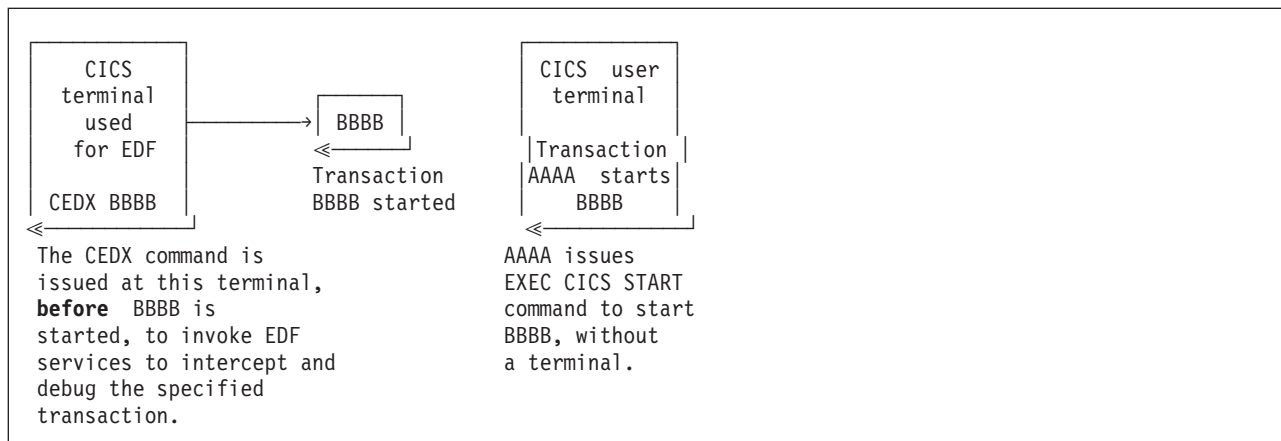 CICS
terminal
used
for EDF
CEDX BBBB
BBBB
Transaction
BBBB started
CICS user
terminal
Transaction
AAAA starts
BBBB
The CEDX command is
issued at this terminal,
before BBBB is
started, to invoke EDF
services to intercept and
debug the specified
transaction.
AAAA issues
EXEC CICS START
command to start
BBBB, without
a terminal.